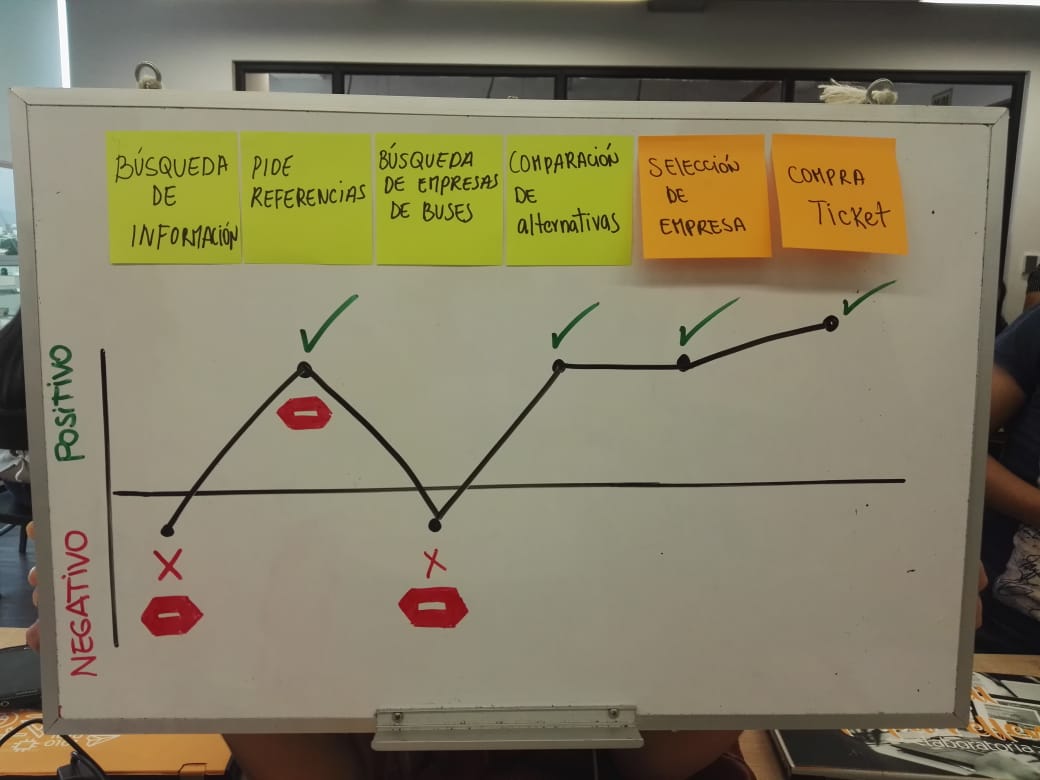 BÚSQUEDA
DE
INFORMACIÓN
PIDE
REFERENCIAS
BÚSQUEDA
DE EMPRESAS
DE BUSES
COMPARACIÓN
DE
alternativas
SELECCIÓN
DE
EMPRESA
COMPRA
Ticket
POSITIVO
NEGATIVO
elaboratoria